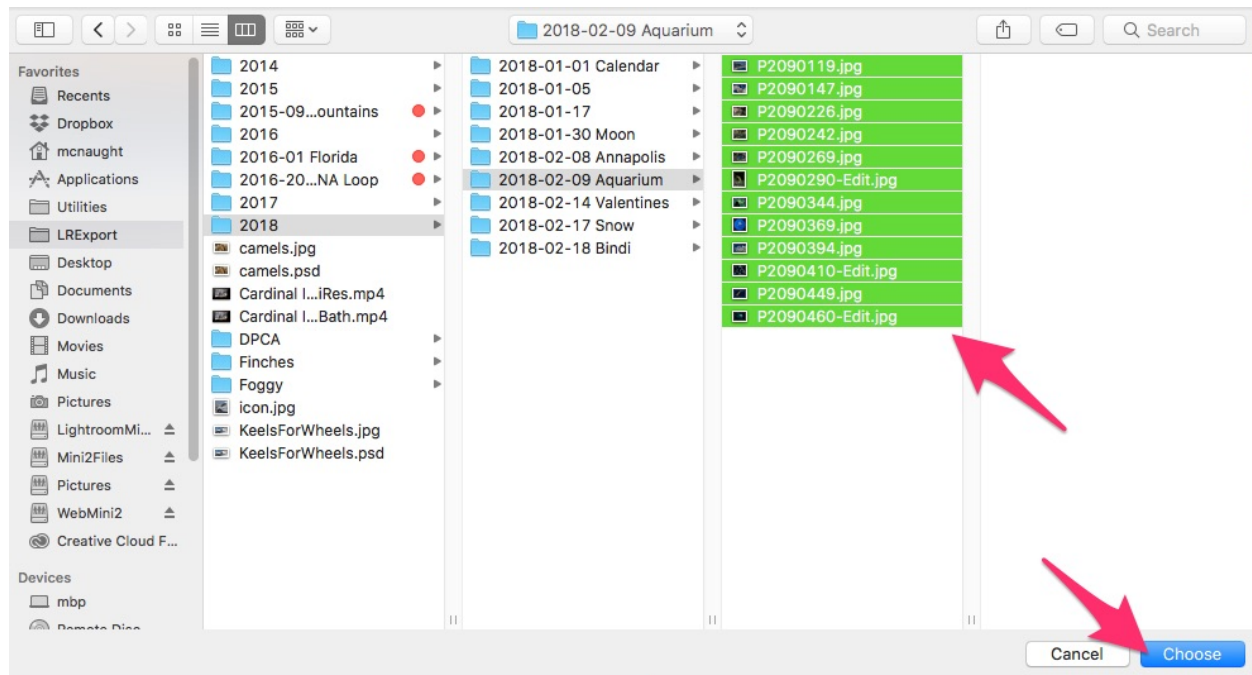 2018-02-09 Aquarium
Search
Favorites
Recents
Dropbox
mcnaught
Applications
Utilities
LRExport
Desktop
Documents
Downloads
Movies
Music
Pictures
LightroomMi...
Mini2Files
Pictures
WebMini2
Creative Cloud F...
Devices
mbp
Remote Disc
2014
2015
2015-09...ountains
2016
2016-01 Florida
2016-20...NA Loop
2017
2018
camels.jpg
camels.psd
Cardinal I...iRes.mp4
Cardinal I...Bath.mp4
DPCA
Finches
Foggy
icon.jpg
KeelsForWheels.jpg
KeelsForWheels.psd
2018-01-01 Calendar
2018-01-05
2018-01-17
2018-01-30 Moon
2018-02-08 Annapolis
2018-02-09 Aquarium
2018-02-14 Valentines
2018-02-17 Snow
2018-02-18 Bindi
P2090119.jpg
P2090147.jpg
P2090226.jpg
P2090242.jpg
P2090269.jpg
P2090290-Edit.jpg
P2090344.jpg
P2090369.jpg
P2090394.jpg
P2090410-Edit.jpg
P2090449.jpg
P2090460-Edit.jpg
Cancel
Choose